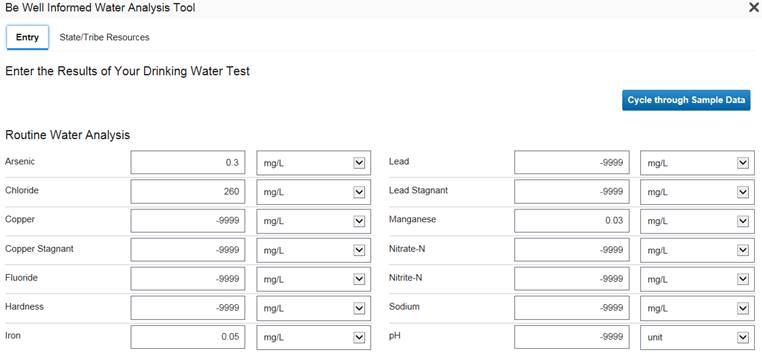 Be Well Informed Water Analysis Tool
Entry State/Tribe Resources
Enter the Results of Your Drinking Water Test
Cycle through Sample Data
Routine Water Analysis
Arsenic 0.3 mg/L Lead -9999 mg/L
Chloride 260 mg/L Lead Stagnant -9999 mg/L
Copper -9999 mg/L Manganese 0.03 mg/L
Copper Stagnant -9999 mg/L Nitrate-N -9999 mg/L
Fluoride -9999 mg/L Nitrite-N -9999 mg/L
Hardness -9999 mg/L Sodium -9999 mg/L
Iron 0.05 mg/L pH -9999 unit